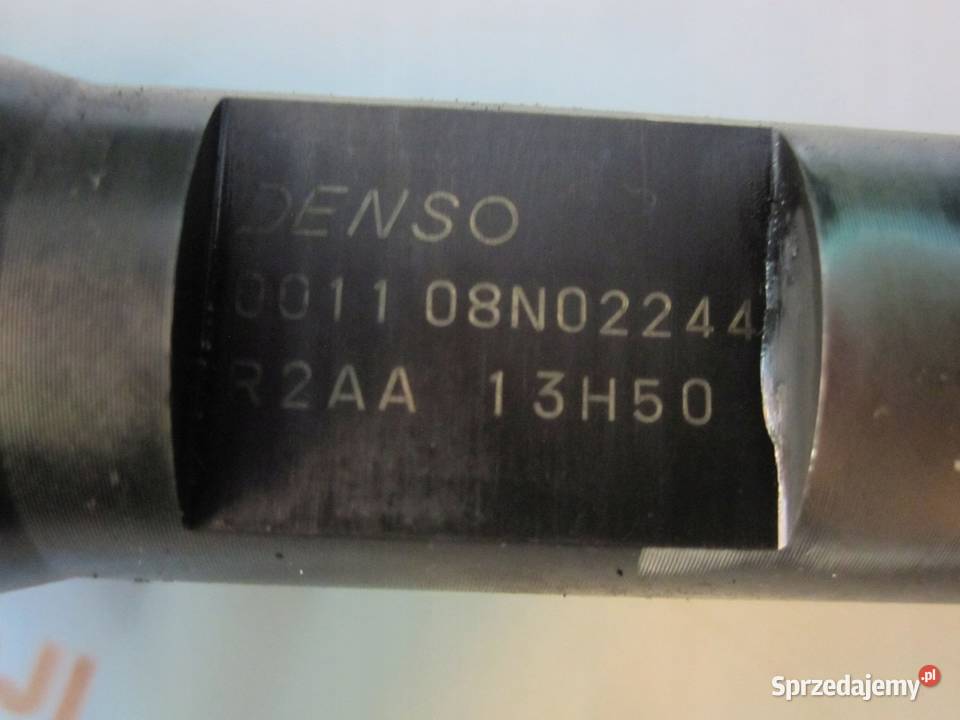 DENSO
0011 08N02244
R2AA 13H50
Sprzedajemy.pl